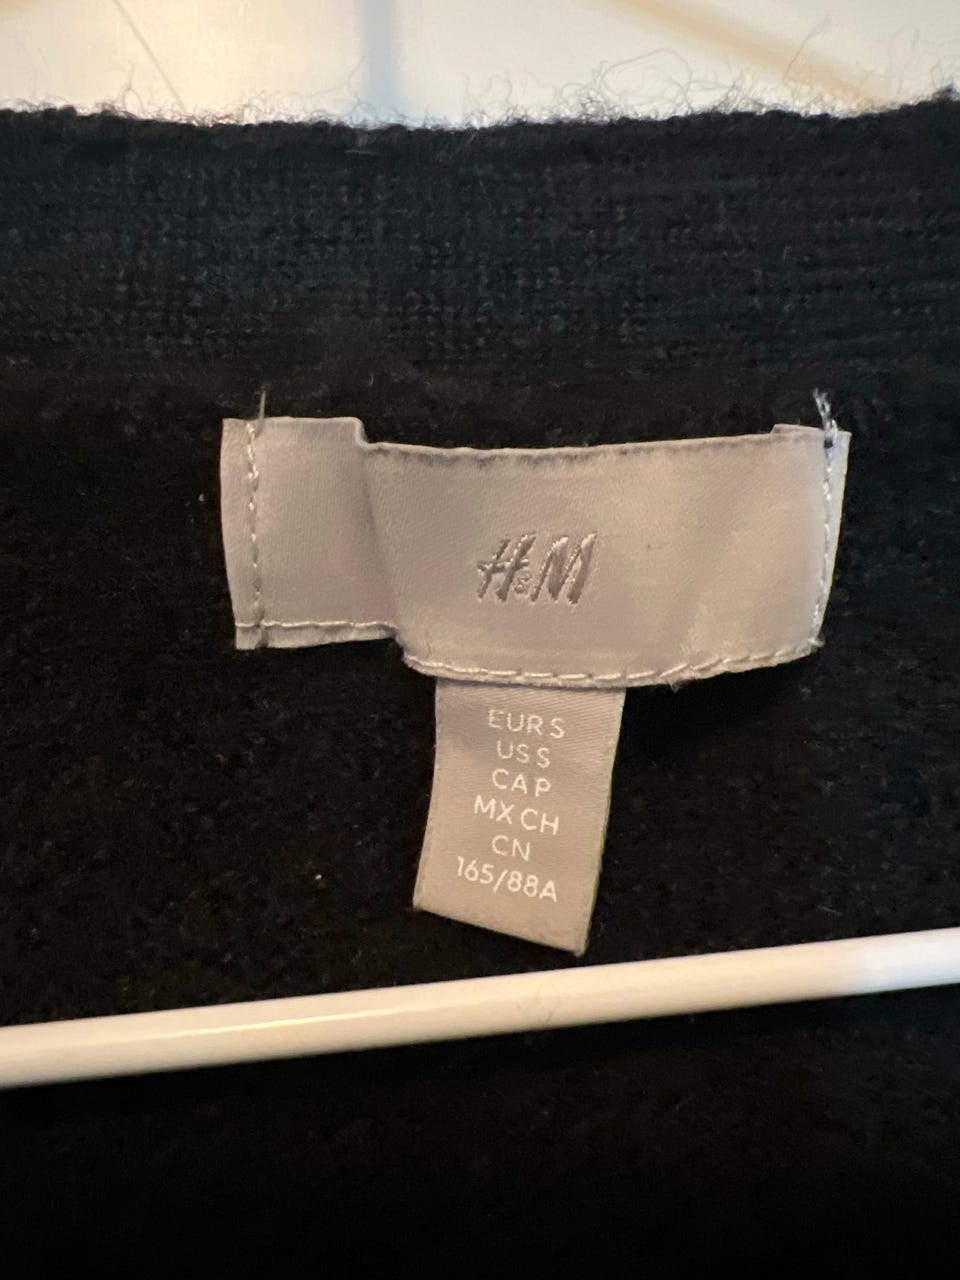 H&M
EUR S
US S
CA P
MX CH
CN
165/88A